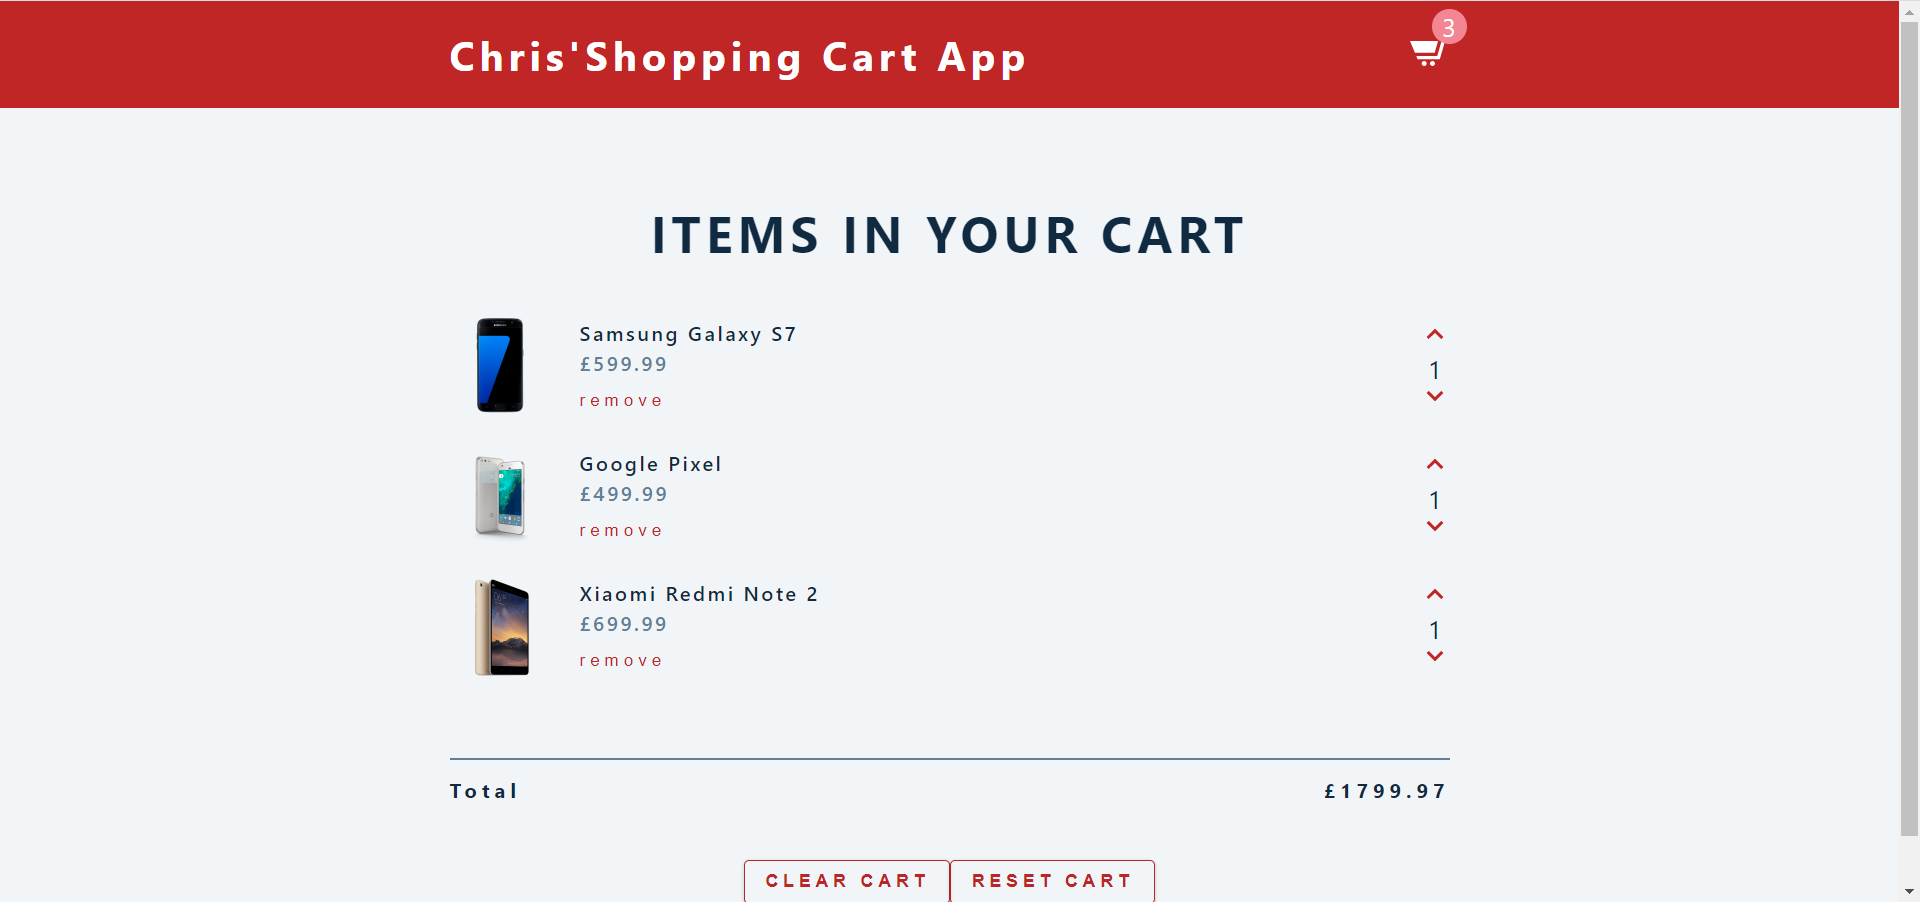 Chris'Shopping Cart App
3
ITEMS IN YOUR CART
Samsung Galaxy S7
£599.99
remove
1
Google Pixel
£499.99
remove
1
Xiaomi Redmi Note 2
£699.99
remove
1
Total £1799.97
CLEAR CART RESET CART